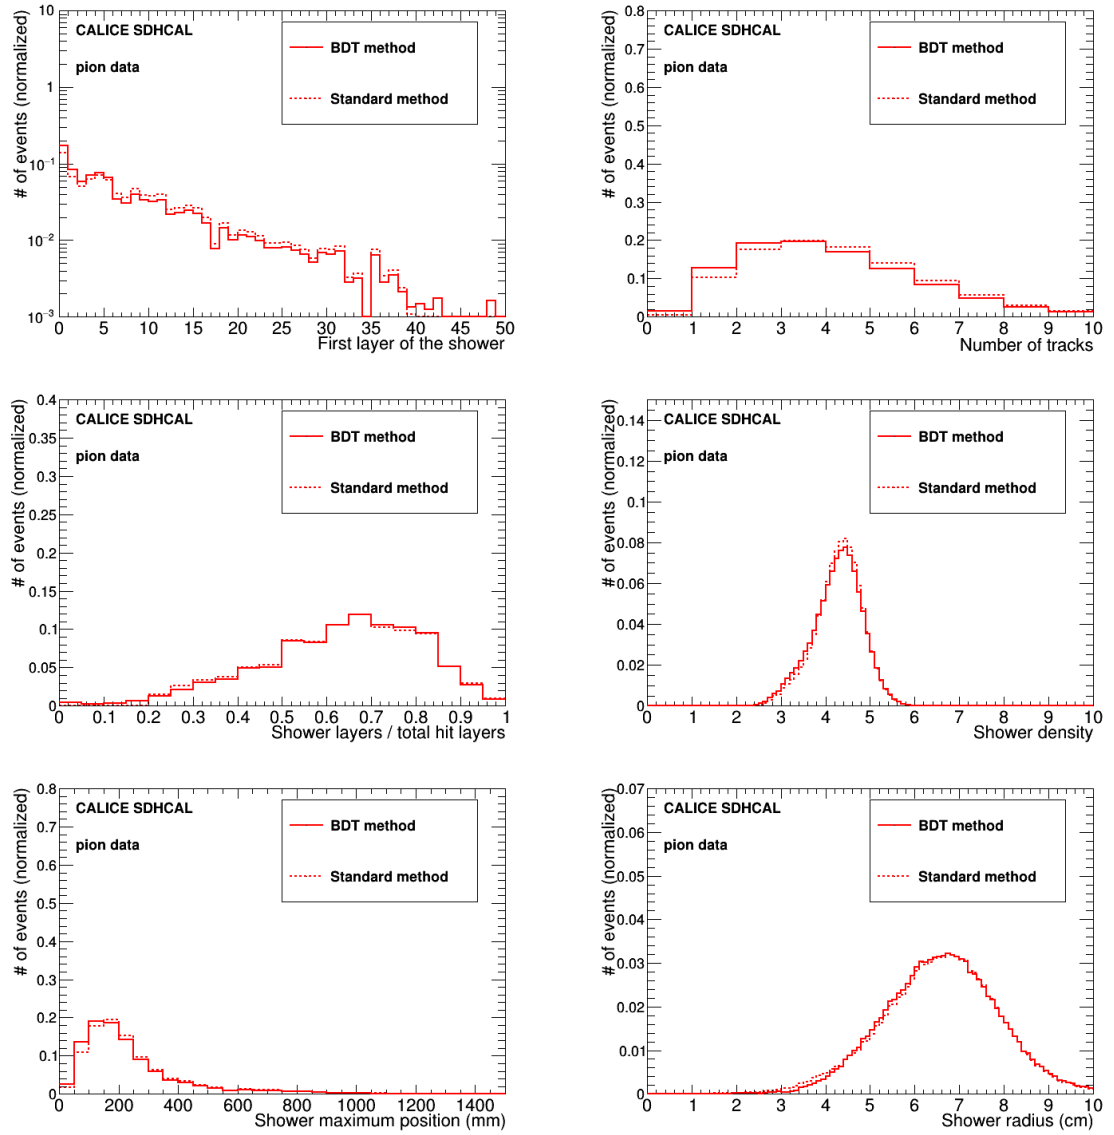 CALICE SDHCAL
pion data
BDT method
Standard method
# of events (normalized)
10
1
10⁻¹
10⁻²
10⁻³
0 5 10 15 20 25 30 35 40 45 50
First layer of the shower
CALICE SDHCAL
pion data
BDT method
Standard method
# of events (normalized)
0.8
0.7
0.6
0.5
0.4
0.3
0.2
0.1
0
0 1 2 3 4 5 6 7 8 9 10
Number of tracks
CALICE SDHCAL
pion data
BDT method
Standard method
# of events (normalized)
0.4
0.35
0.3
0.25
0.2
0.15
0.1
0.05
0
0 0.1 0.2 0.3 0.4 0.5 0.6 0.7 0.8 0.9 1
Shower layers / total hit layers
CALICE SDHCAL
pion data
BDT method
Standard method
# of events (normalized)
0.14
0.12
0.1
0.08
0.06
0.04
0.02
0
0 1 2 3 4 5 6 7 8 9 10
Shower density
CALICE SDHCAL
pion data
BDT method
Standard method
# of events (normalized)
0.8
0.7
0.6
0.5
0.4
0.3
0.2
0.1
0
0 200 400 600 800 1000 1200 1400
Shower maximum position (mm)
CALICE SDHCAL
pion data
BDT method
Standard method
# of events (normalized)
0.07
0.06
0.05
0.04
0.03
0.02
0.01
0
0 1 2 3 4 5 6 7 8 9 10
Shower radius (cm)